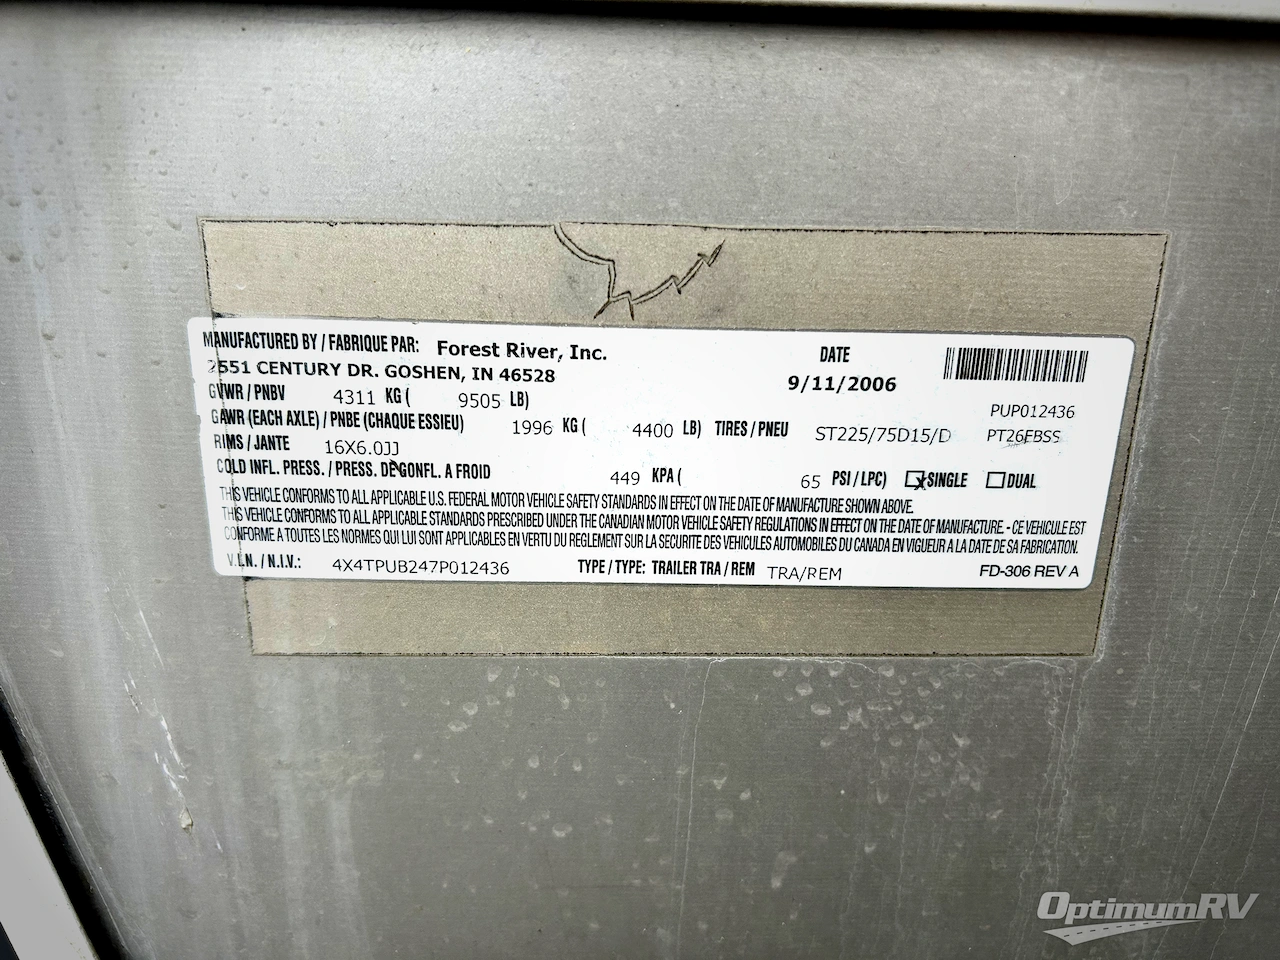 MANUFACTURED BY / FABRIQUE PAR: Forest River, Inc. DATE
2551 CENTURY DR. GOSHEN, IN 46528 9/11/2006
GVWR / PNBV 4311 KG ( 9505 LB) PUP012436
GAWR (EACH AXLE) / PNBE (CHAQUE ESSIEU) 1996 KG ( 4400 LB) TIRES / PNEU ST225/75D15/D PT26FBSS
RIMS / JANTE 16X6.0JJ
COLD INFL. PRESS. / PRESS. DE GONFL. A FROID 449 KPA ( 65 PSI / LPC) SINGLE DUAL
THIS VEHICLE CONFORMS TO ALL APPLICABLE U.S. FEDERAL MOTOR VEHICLE SAFETY STANDARDS IN EFFECT ON THE DATE OF MANUFACTURE SHOWN ABOVE.
THIS VEHICLE CONFORMS TO ALL APPLICABLE STANDARDS PRESCRIBED UNDER THE CANADIAN MOTOR VEHICLE SAFETY REGULATIONS IN EFFECT ON THE DATE OF MANUFACTURE. - CE VEHICULE EST
CONFORME A TOUTES LES NORMES QUI LUI SONT APPLICABLES EN VERTU DU REGLEMENT SUR LA SECURITE DES VEHICULES AUTOMOBILES DU CANADA EN VIGUEUR A LA DATE DE SA FABRICATION.
V.I.N. / N.I.V.: 4X4TPUB247P012436 TYPE / TYPE: TRAILER TRA / REM TRA/REM FD-306 REV A
OptimumRV